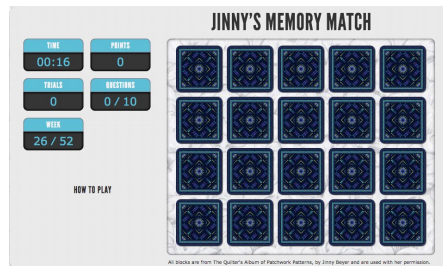 JINNY'S MEMORY MATCH
TIME
00:16
POINTS
0
TRIALS
0
QUESTIONS
0 / 10
WEEK
26 / 52
HOW TO PLAY
All blocks are from The Quilter's Album of Patchwork Patterns, by Jinny Beyer and are used with her permission.